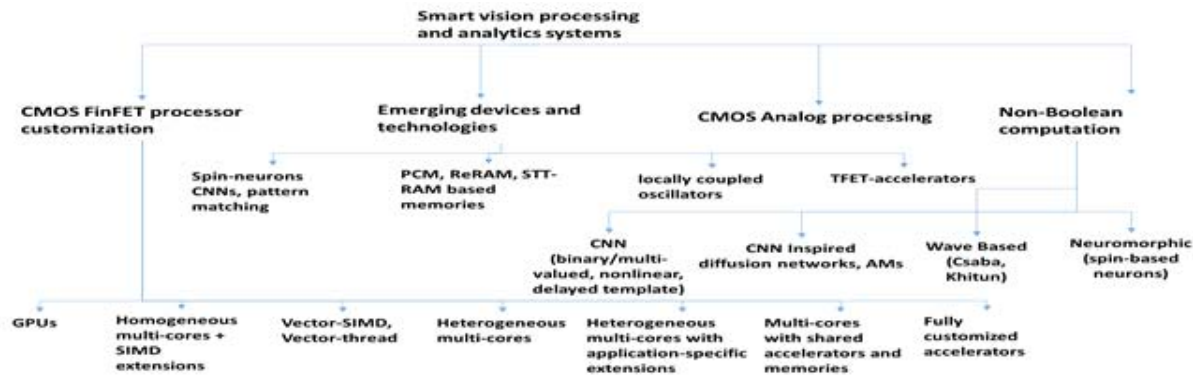 Smart vision processing
and analytics systems
CMOS FinFET processor
customization
Emerging devices and
technologies
CMOS Analog processing
Non-Boolean
computation
Spin-neurons
CNNs, pattern
matching
PCM, ReRAM, STT-
RAM based
memories
locally coupled
oscillators
TFET-accelerators
CNN
(binary/multi-
valued, nonlinear,
delayed template)
CNN Inspired
diffusion networks, AMs
Wave Based
(Csaba,
Khitun)
Neuromorphic
(spin-based
neurons)
GPUs
Homogeneous
multi-cores +
SIMD
extensions
Vector-SIMD,
Vector-thread
Heterogeneous
multi-cores
Heterogeneous
multi-cores with
application-specific
extensions
Multi-cores
with shared
accelerators and
memories
Fully
customized
accelerators